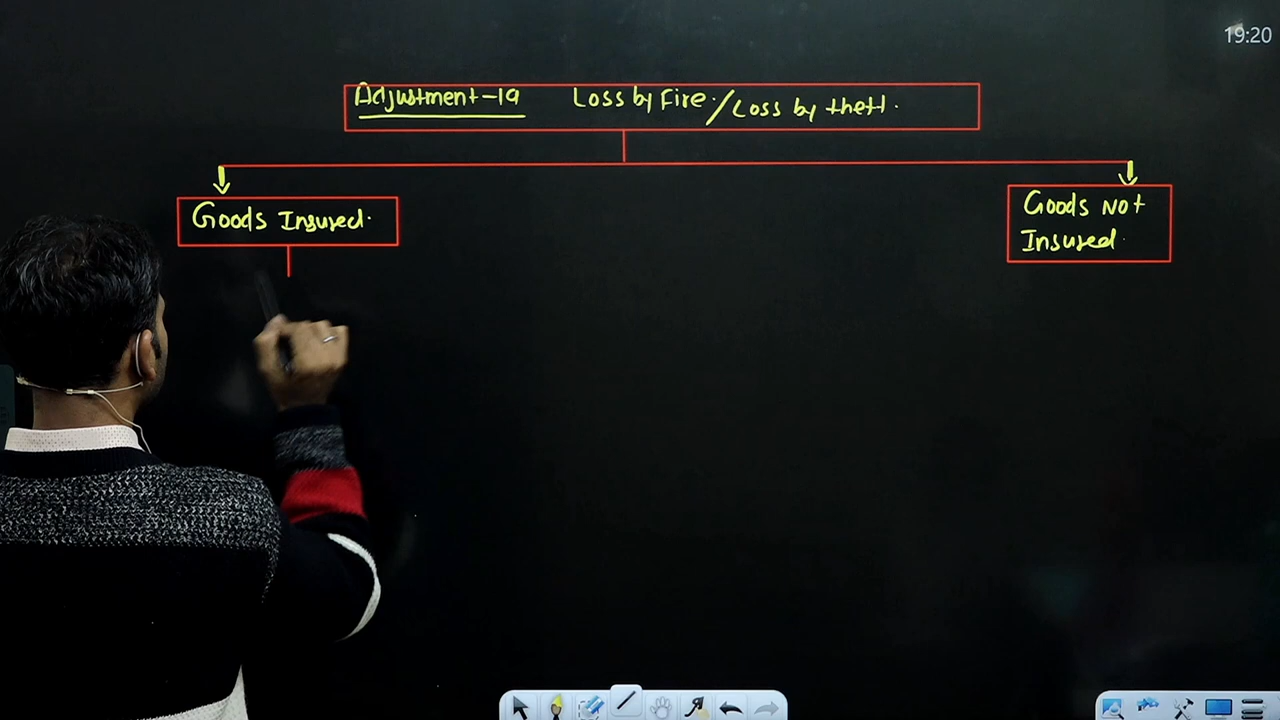 19:20
Adjustment-19 Loss by Fire./Loss by theft.
Goods Insured.
Goods Not
Insured.